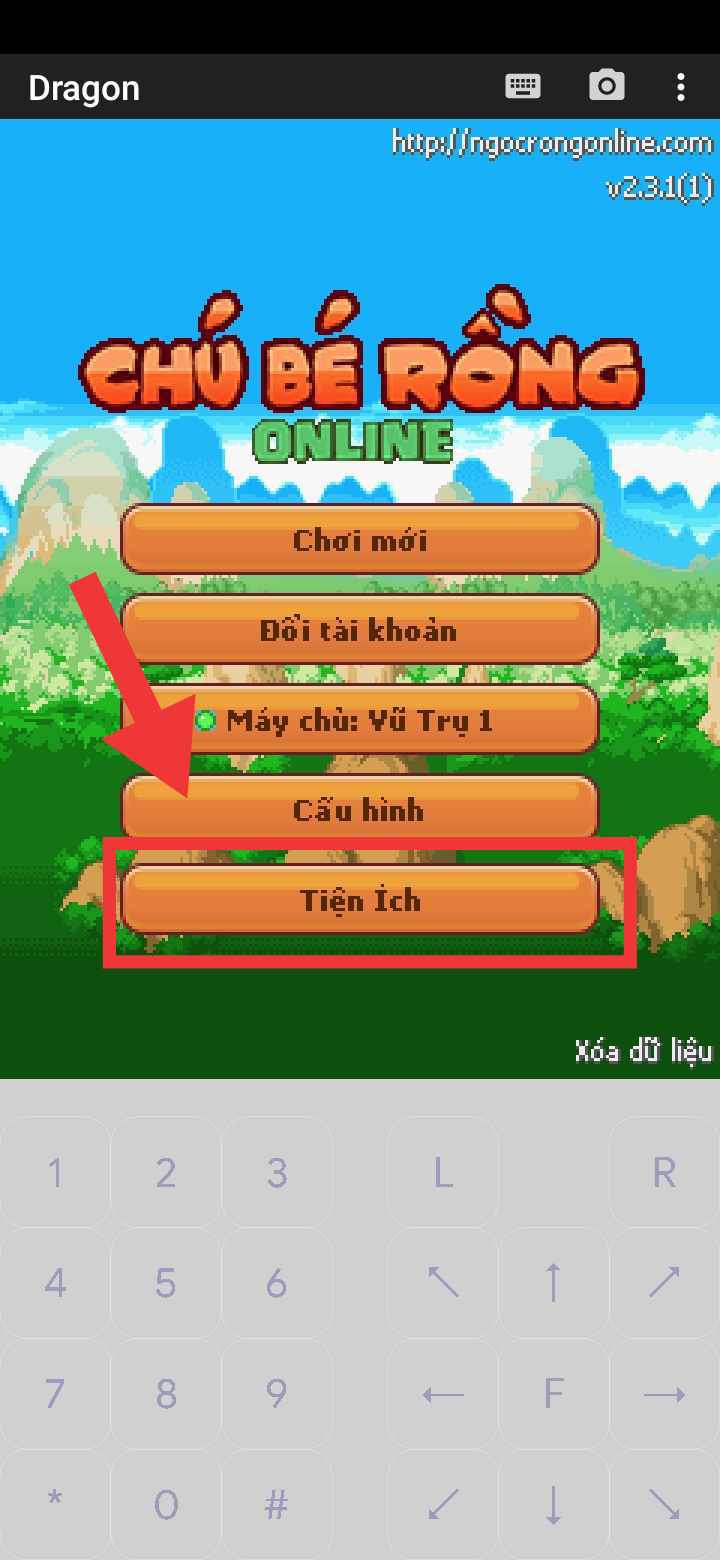 Dragon
http://ngocrongonline.com
v2.3.1(1)
CHÚ BÉ RỒNG
ONLINE
Chơi mới
Đổi tài khoản
Máy chủ: Vũ Trụ 1
Cấu hình
Tiện Ích
Xóa dữ liệu
1 2 3 L R
4 5 6 ↖ ↑ ↗
7 8 9 ← F →
* 0 # ↙ ↓ ↘